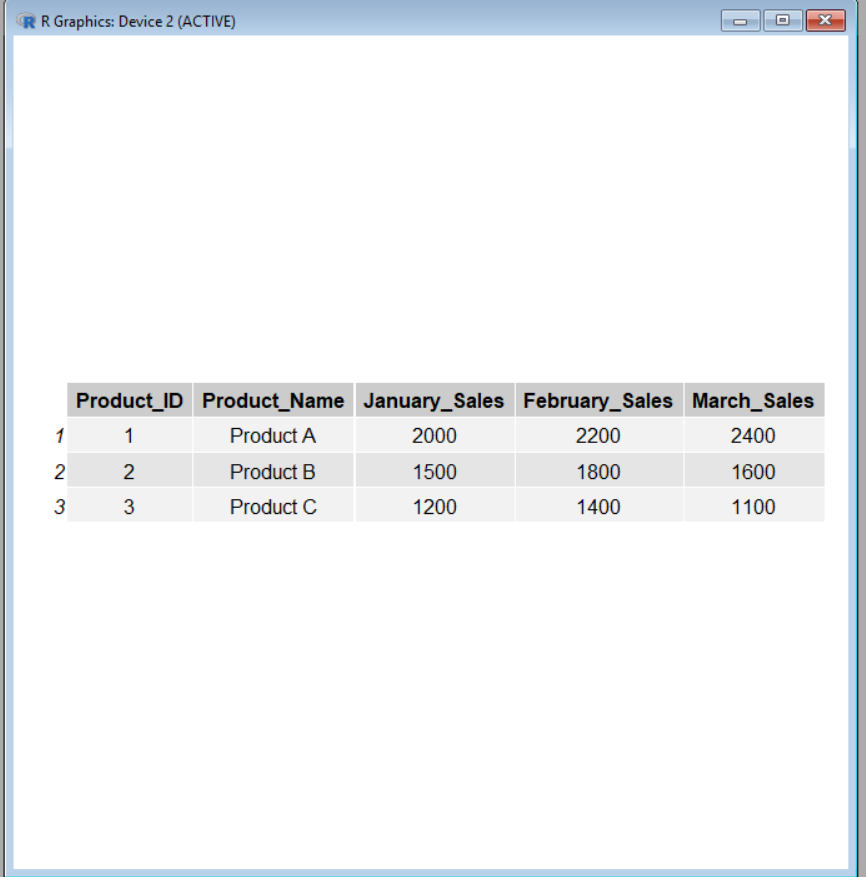 R Graphics: Device 2 (ACTIVE)
Product_ID Product_Name January_Sales February_Sales March_Sales
1 1 Product A 2000 2200 2400
2 2 Product B 1500 1800 1600
3 3 Product C 1200 1400 1100